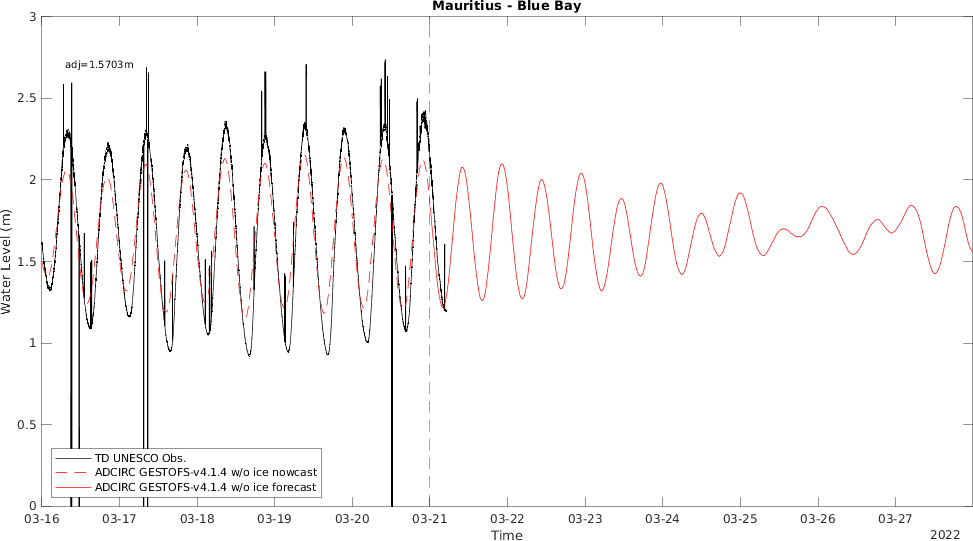 Mauritius - Blue Bay
adj=1.5703m
3
2.5
2
1.5
1
0.5
0
Water Level (m)
TD UNESCO Obs.
ADCIRC GESTOFS-v4.1.4 w/o ice nowcast
ADCIRC GESTOFS-v4.1.4 w/o ice forecast
03-16 03-17 03-18 03-19 03-20 03-21 03-22 03-23 03-24 03-25 03-26 03-27
Time
2022